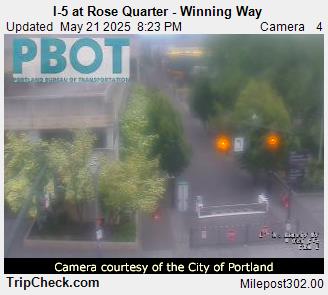 I-5 at Rose Quarter - Winning Way
Updated May 21 2025 8:23 PM Camera 4
PBOT
PORTLAND BUREAU OF TRANSPORTATION
Camera courtesy of the City of Portland
TripCheck.com Milepost302.00